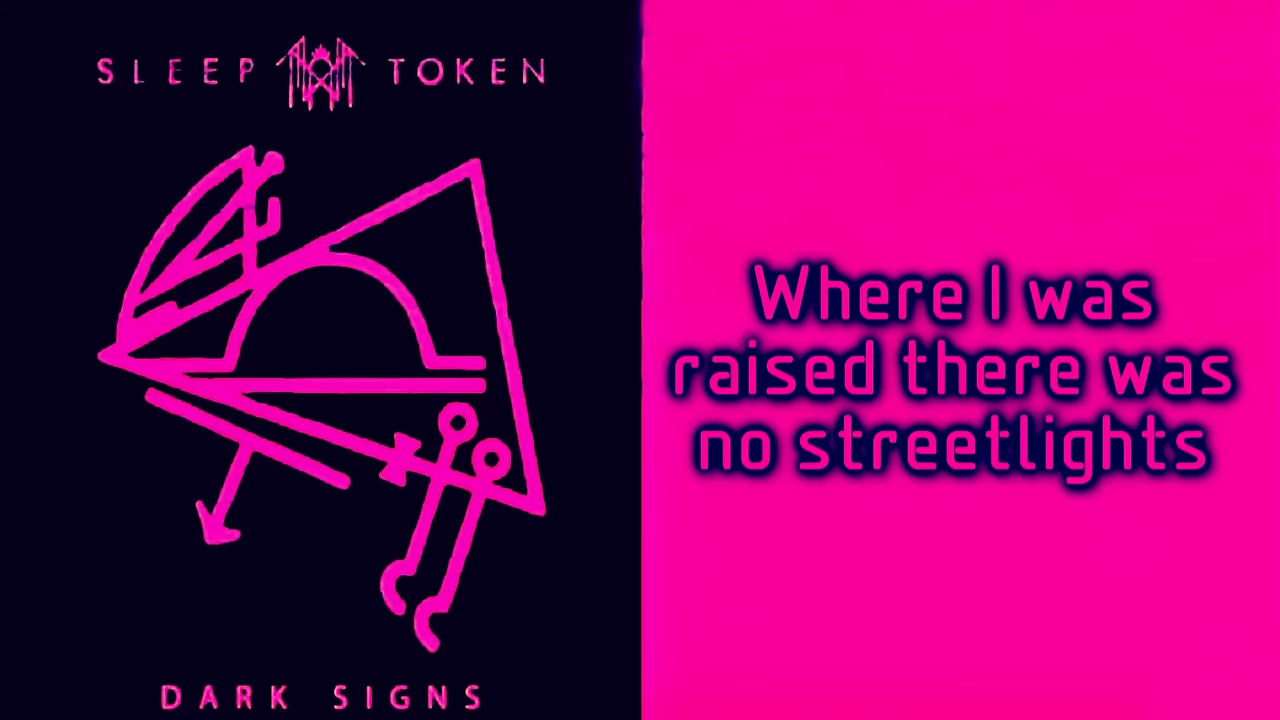 SLEEP TOKEN
DARK SIGNS
Where I was
raised there was
no streetlights